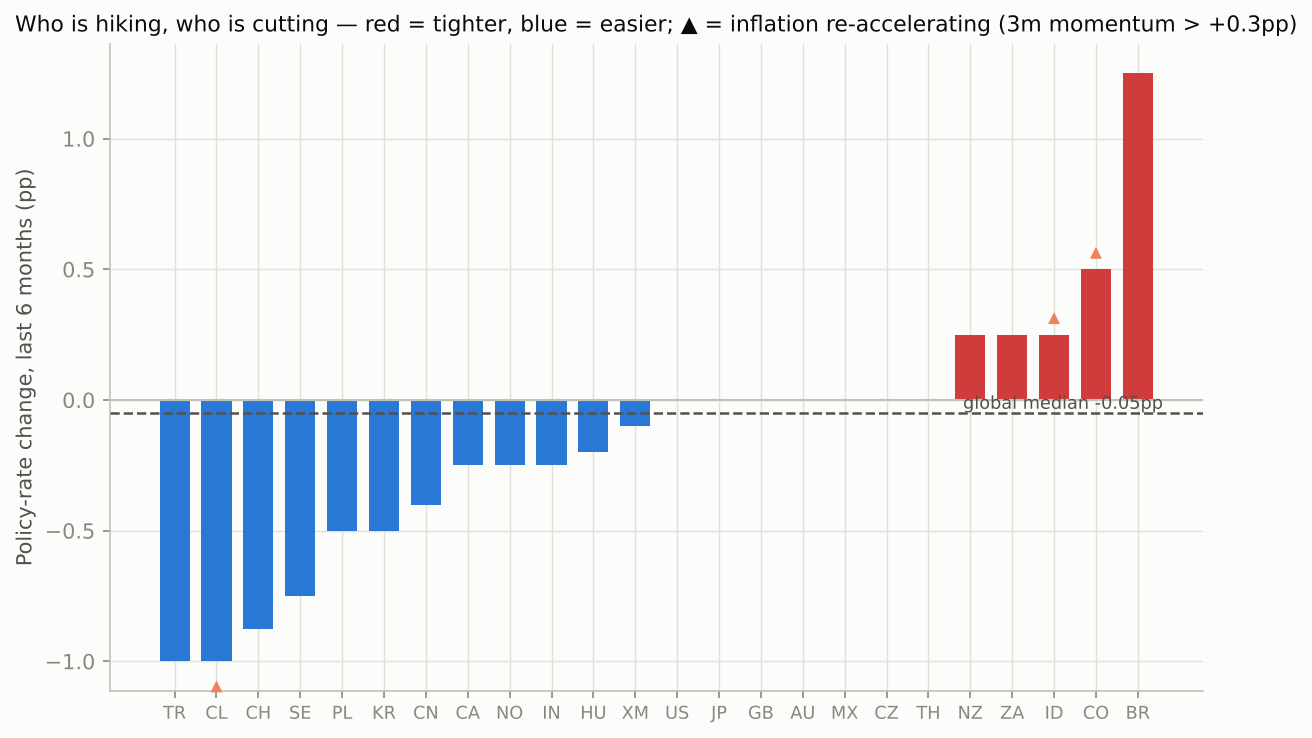 Who is hiking, who is cutting — red = tighter, blue = easier; ▲ = inflation re-accelerating (3m momentum > +0.3pp)
Policy-rate change, last 6 months (pp)
1.0
0.5
0.0
−0.5
−1.0
global median -0.05pp
TR CL CH SE PL KR CN CA NO IN HU XM US JP GB AU MX CZ TH NZ ZA ID CO BR